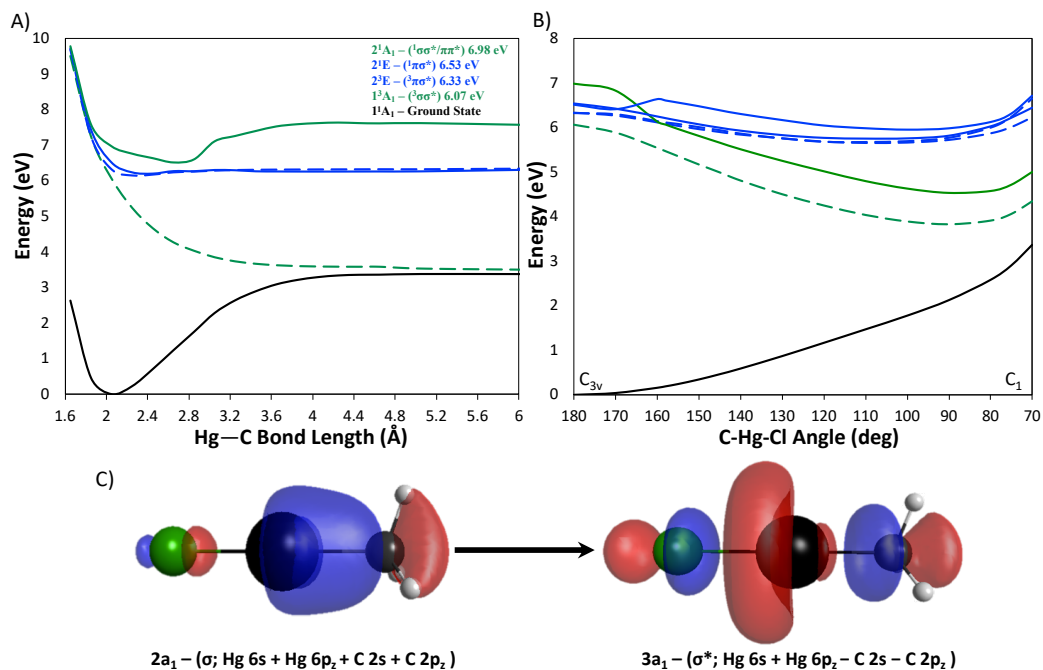 A)
10
9
8
7
6
5
4
3
2
1
0
Energy (eV)
2¹A₁ – (¹σσ*/ππ*) 6.98 eV
2¹E – (¹πσ*) 6.53 eV
2³E – (³πσ*) 6.33 eV
1³A₁ – (³σσ*) 6.07 eV
1¹A₁ – Ground State
1.6 2 2.4 2.8 3.2 3.6 4 4.4 4.8 5.2 5.6 6
Hg—C Bond Length (Å)
B)
8
7
6
5
4
3
2
1
0
Energy (eV)
C₃ᵥ
C₁
180 170 160 150 140 130 120 110 100 90 80 70
C-Hg-Cl Angle (deg)
C)
2a₁ – (σ; Hg 6s + Hg 6p_z + C 2s + C 2p_z )
3a₁ – (σ*; Hg 6s + Hg 6p_z – C 2s – C 2p_z )